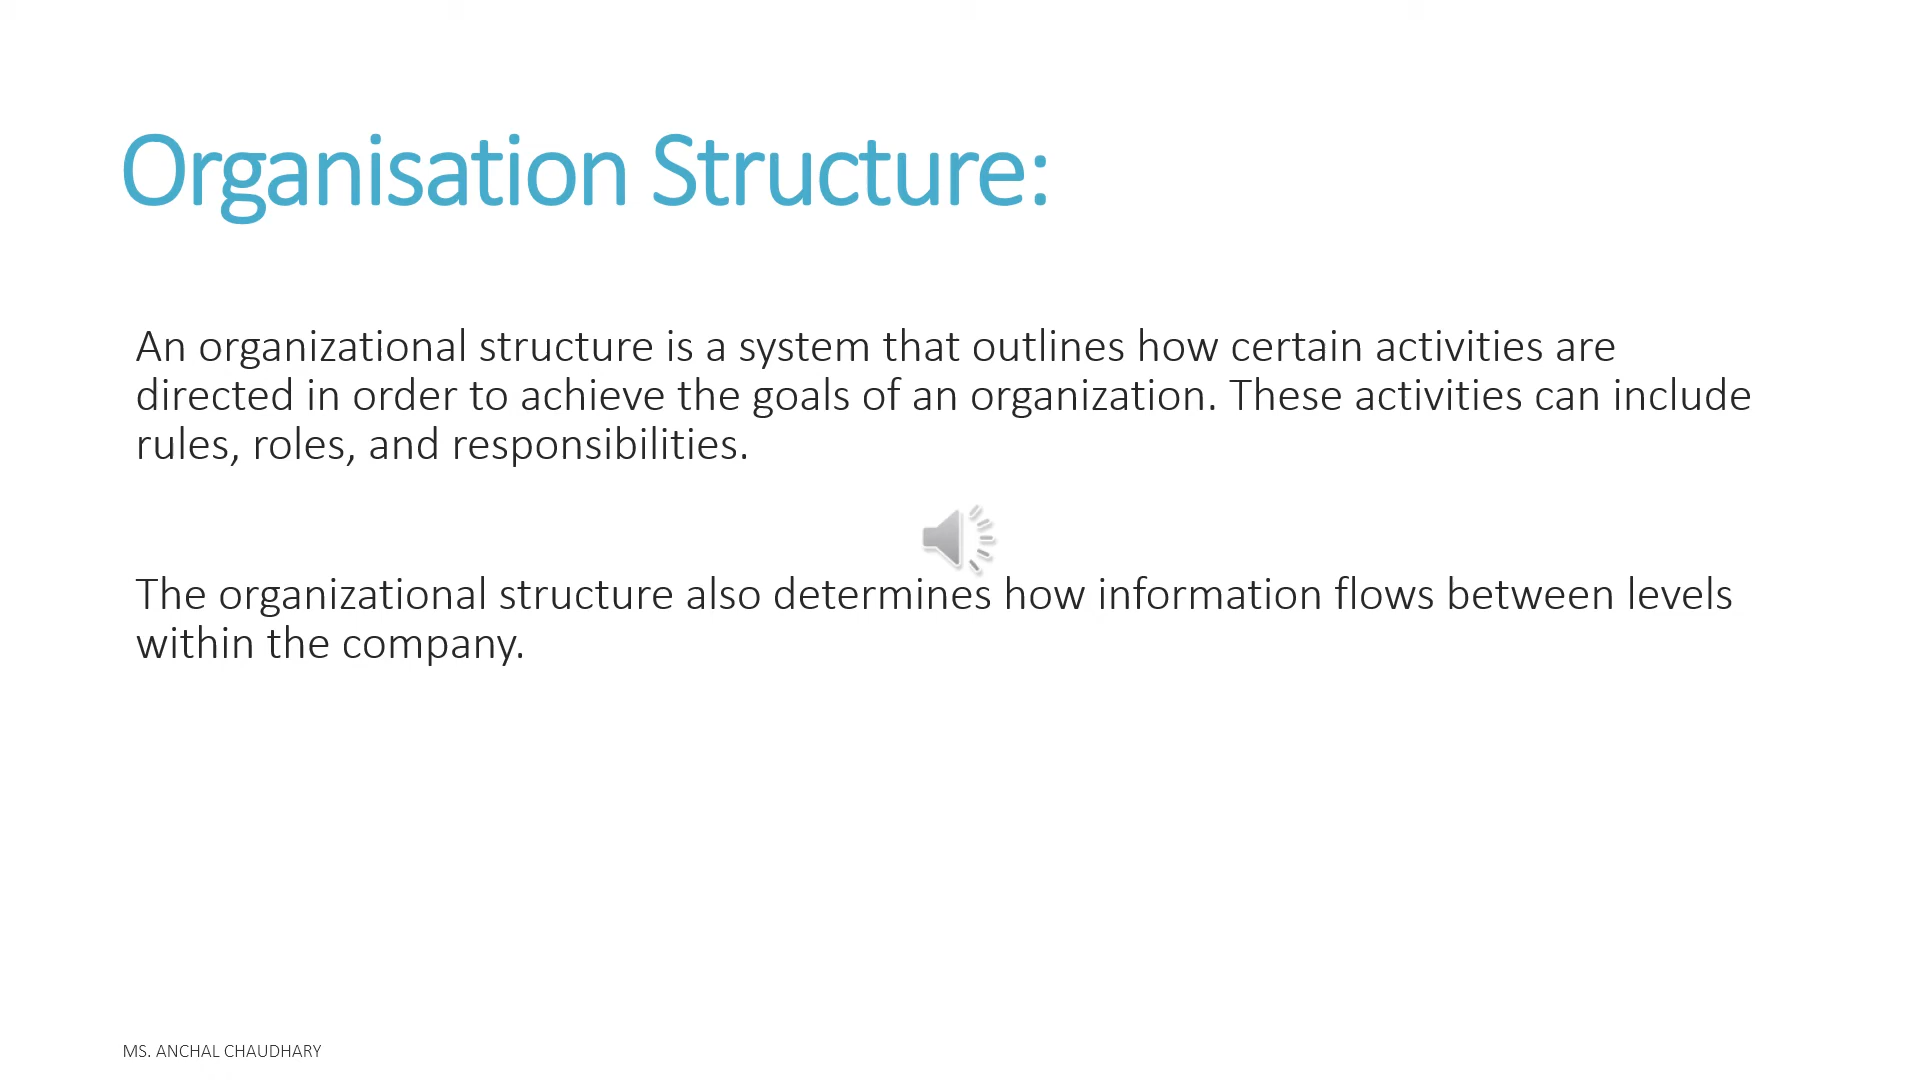 Organisation Structure:
An organizational structure is a system that outlines how certain activities are
directed in order to achieve the goals of an organization. These activities can include
rules, roles, and responsibilities.
The organizational structure also determines how information flows between levels
within the company.
MS. ANCHAL CHAUDHARY